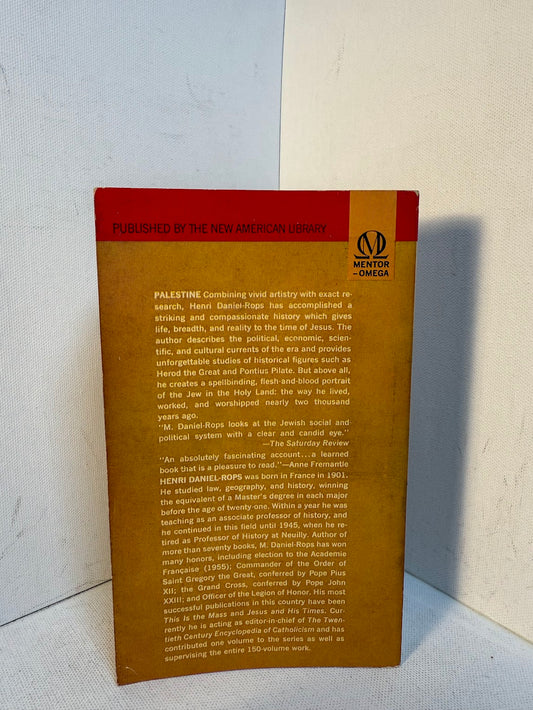 PUBLISHED BY THE NEW AMERICAN LIBRARY
MENTOR
–OMEGA
PALESTINE Combining vivid artistry with exact re-
search, Henri Daniel-Rops has accomplished a
striking and compassionate history which gives
life, breadth, and reality to the time of Jesus. The
author describes the political, economic, scien-
tific, and cultural currents of the era and provides
unforgettable studies of historical figures such as
Herod the Great and Pontius Pilate. But above all,
he creates a spellbinding, flesh-and-blood portrait
of the Jew in the Holy Land: the way he lived,
worked, and worshipped nearly two thousand
years ago.
"M. Daniel-Rops looks at the Jewish social and
political system with a clear and candid eye."
—The Saturday Review
"An absolutely fascinating account...a learned
book that is a pleasure to read."—Anne Fremantle
HENRI DANIEL-ROPS was born in France in 1901.
He studied law, geography, and history, winning
the equivalent of a Master's degree in each major
before the age of twenty-one. Within a year he was
teaching as an associate professor of history, and
he continued in this field until 1945, when he re-
tired as Professor of History at Neuilly. Author of
more than seventy books, M. Daniel-Rops has won
many honors, including election to the Academie
Française (1955); Commander of the Order of
Saint Gregory the Great, conferred by Pope Pius
XII; the Grand Cross, conferred by Pope John
XXIII; and Officer of the Legion of Honor. His most
successful publications in this country have been
This Is the Mass and Jesus and His Times. Cur-
rently he is acting as editor-in-chief of The Twen-
tieth Century Encyclopedia of Catholicism and has
contributed one volume to the series as well as
supervising the entire 150-volume work.